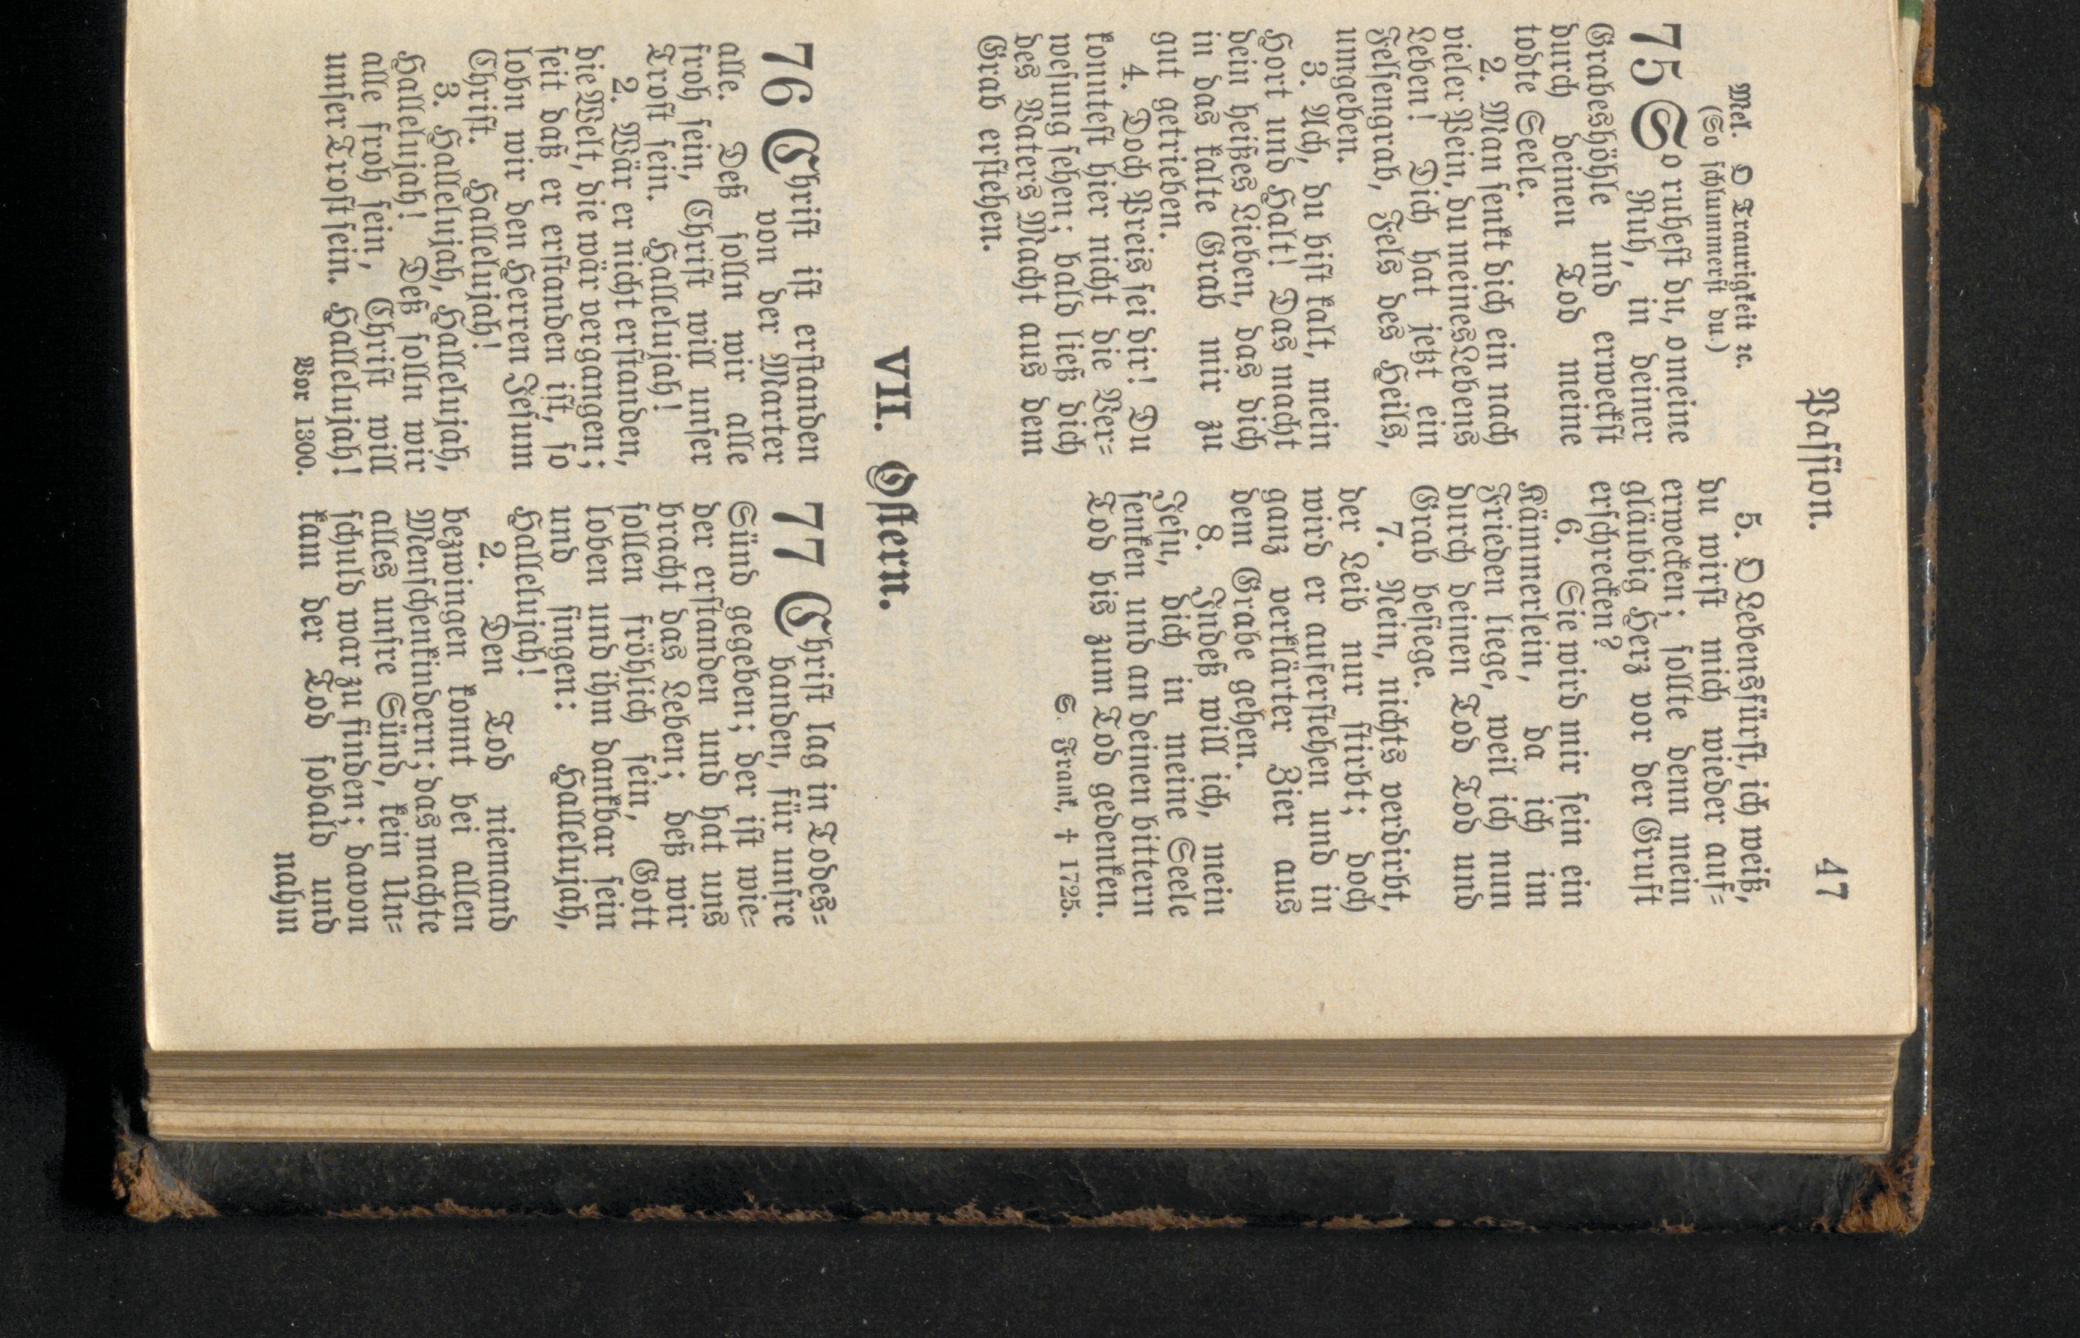 Passion.
47
Mel. O Traurigkeit ꝛc.
(So schlummerst du.)
75 So ruhest du, o meine
Ruh, in deiner
Grabeshöhle und erweckst
durch deinen Tod meine
todte Seele.
2. Man senkt dich ein nach
vieler Pein, du meines Lebens
Leben! Dich hat jetzt ein
Felsengrab, Fels des Heils,
umgeben.
3. Ach, du bist kalt, mein
Hort und Halt! Das macht
dein heißes Lieben, das dich
in das kalte Grab mir zu
gut getrieben.
4. Doch Preis sei dir! Du
konntest hier nicht die Ver-
wesung sehen; bald ließ dich
des Vaters Macht aus dem
Grab erstehen.
5. O Lebensfürst, ich weiß,
du wirst mich wieder auf-
erwecken; sollte denn mein
gläubig Herz vor der Gruft
erschrecken?
6. Sie wird mir sein ein
Kämmerlein, da ich im
Frieden liege, weil ich nun
durch deinen Tod Tod und
Grab besiege.
7. Nein, nichts verdirbt,
der Leib nur stirbt; doch
wird er auferstehen und in
ganz verklärter Zier aus
dem Grabe gehen.
8. Indeß will ich, mein
Jesu, dich in meine Seele
senken und an deinen bittern
Tod bis zum Tod gedenken.
S. Frank, † 1725.
VII. Ostern.
76 Christ ist erstanden
von der Marter
alle. Deß solln wir alle
froh sein, Christ will unser
Trost sein. Hallelujah!
2. Wär er nicht erstanden,
die Welt, die wär vergangen;
seit daß er erstanden ist, so
lobn wir den Herren Jesum
Christ. Hallelujah!
3. Hallelujah, Hallelujah,
Hallelujah! Deß solln wir
alle froh sein, Christ will
unser Trost sein. Hallelujah!
Vor 1300.
77 Christ lag in Todes-
banden, für unsre
Sünd gegeben; der ist wie-
der erstanden und hat uns
bracht das Leben; deß wir
sollen fröhlich sein, Gott
loben und ihm dankbar sein
und singen: Hallelujah,
Hallelujah!
2. Den Tod niemand
bezwingen konnt bei allen
Menschenkindern; das machte
alles unsre Sünd, kein Un-
schuld war zu finden; davon
kam der Tod sobald und
nahm